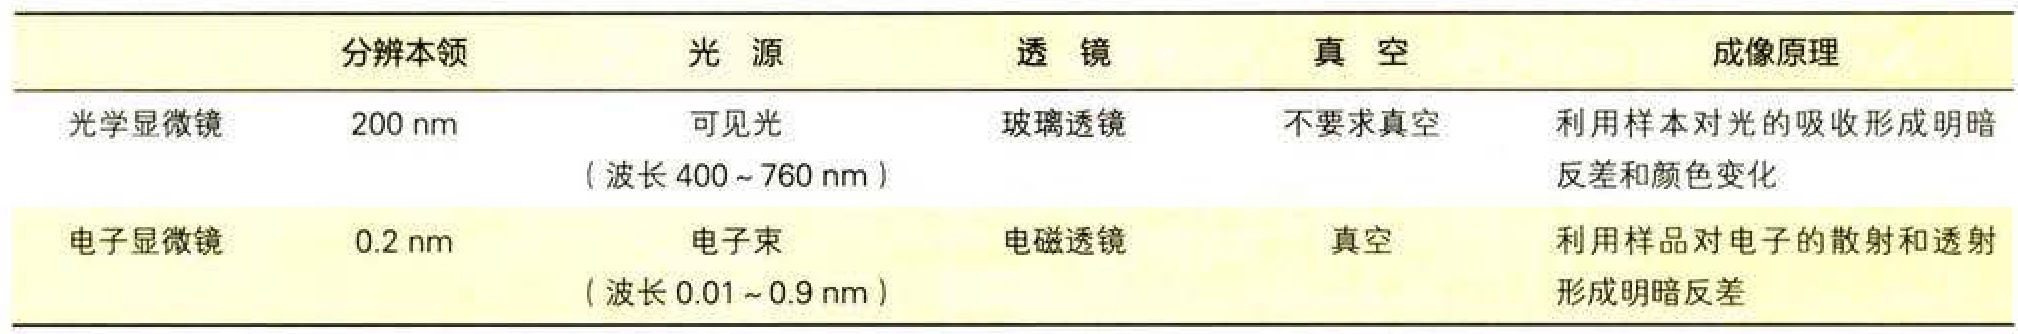 分辨本领 光 源 透 镜 真 空 成像原理
光学显微镜 200 nm 可见光 玻璃透镜 不要求真空 利用样本对光的吸收形成明暗
(波长 400 ~ 760 nm) 反差和颜色变化
电子显微镜 0.2 nm 电子束 电磁透镜 真空 利用样品对电子的散射和透射
(波长 0.01 ~ 0.9 nm) 形成明暗反差